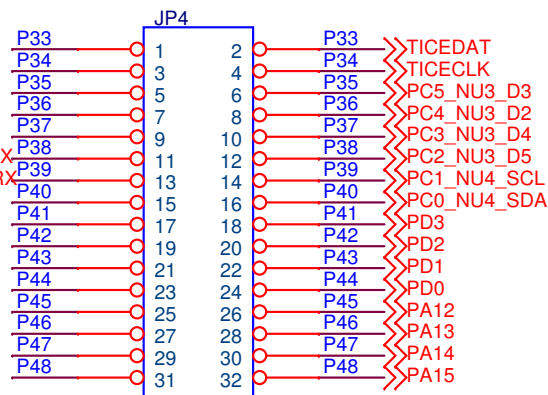 JP4
P33 1 2 P33 TICEDAT
P34 3 4 P34 TICECLK
P35 5 6 P35 PC5_NU3_D3
P36 7 8 P36 PC4_NU3_D2
P37 9 10 P37 PC3_NU3_D4
X P38 11 12 P38 PC2_NU3_D5
RX P39 13 14 P39 PC1_NU4_SCL
P40 15 16 P40 PC0_NU4_SDA
P41 17 18 P41 PD3
P42 19 20 P42 PD2
P43 21 22 P43 PD1
P44 23 24 P44 PD0
P45 25 26 P45 PA12
P46 27 28 P46 PA13
P47 29 30 P47 PA14
P48 31 32 P48 PA15